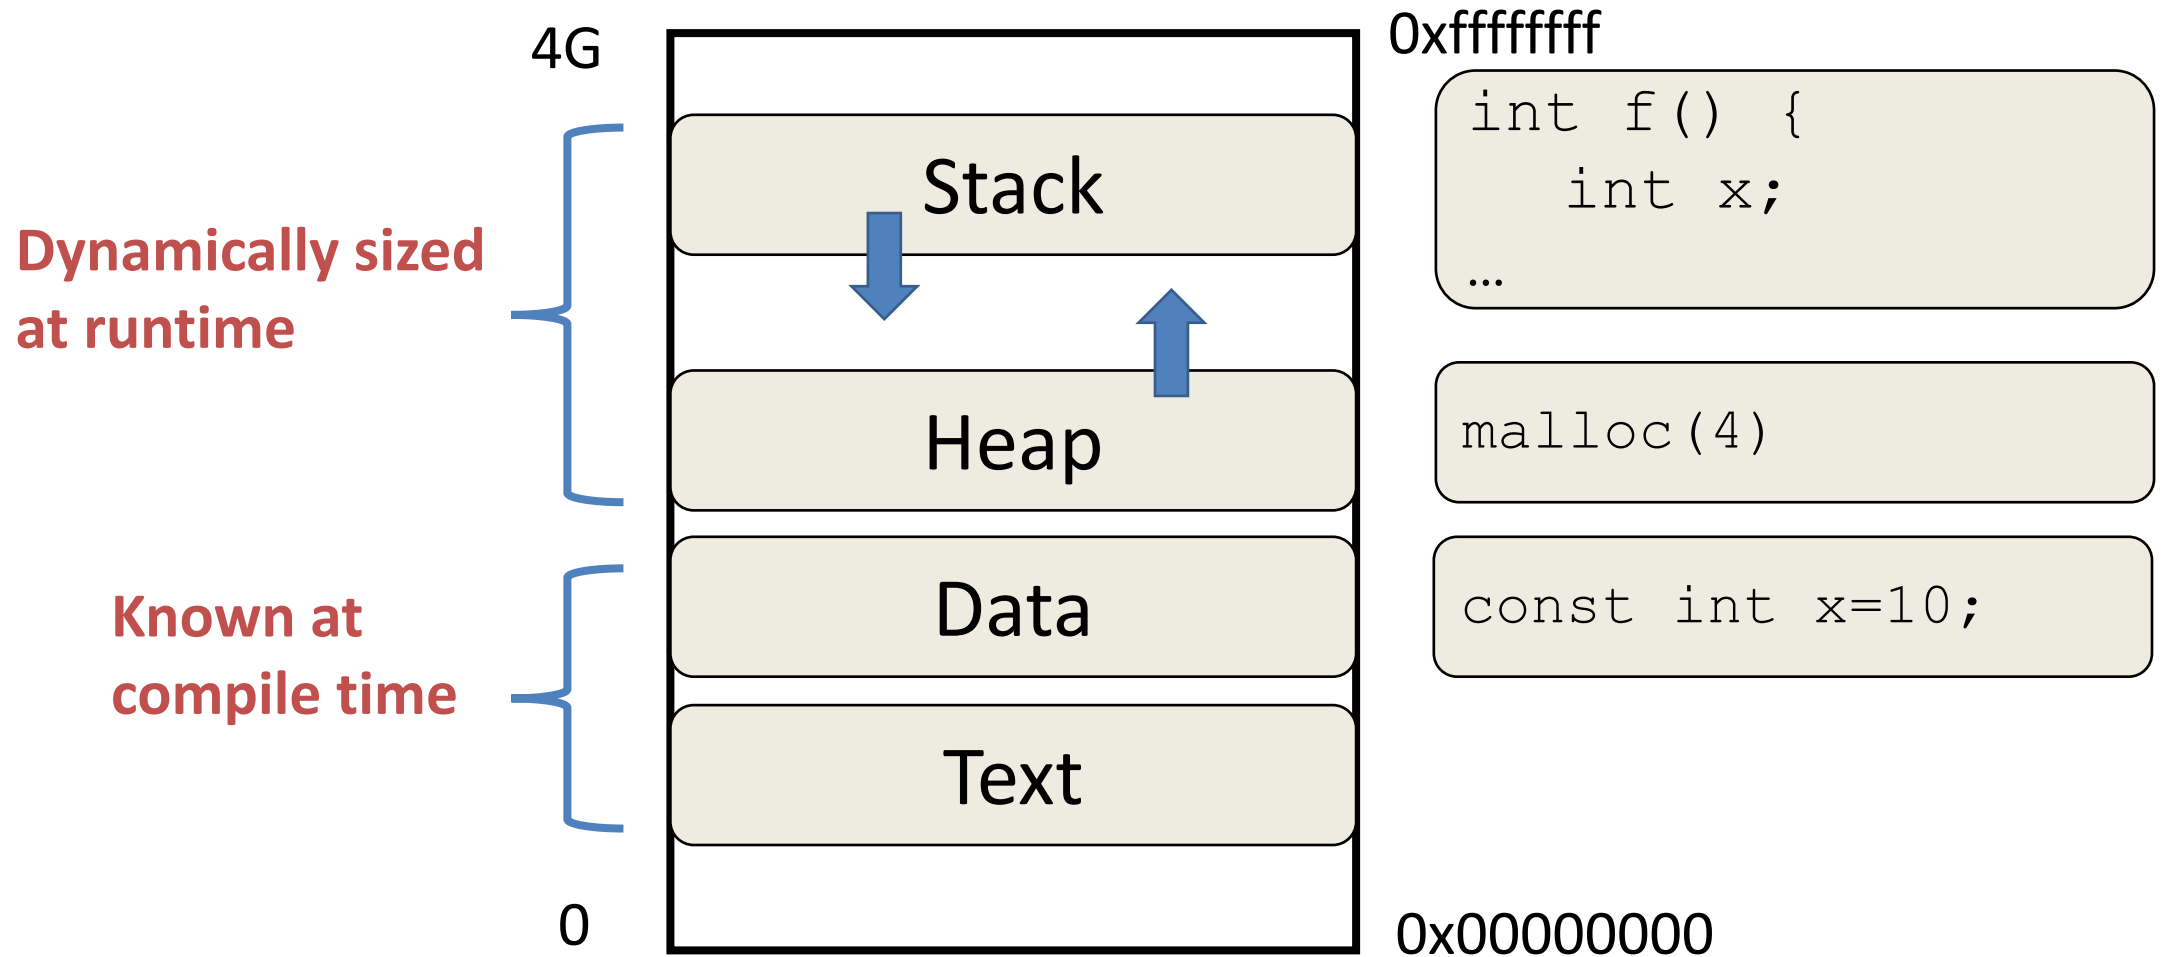 4G
0xffffffff
Stack
int f() {
int x;
…
Dynamically sized
at runtime
Heap
malloc(4)
Data
const int x=10;
Known at
compile time
Text
0
0x00000000